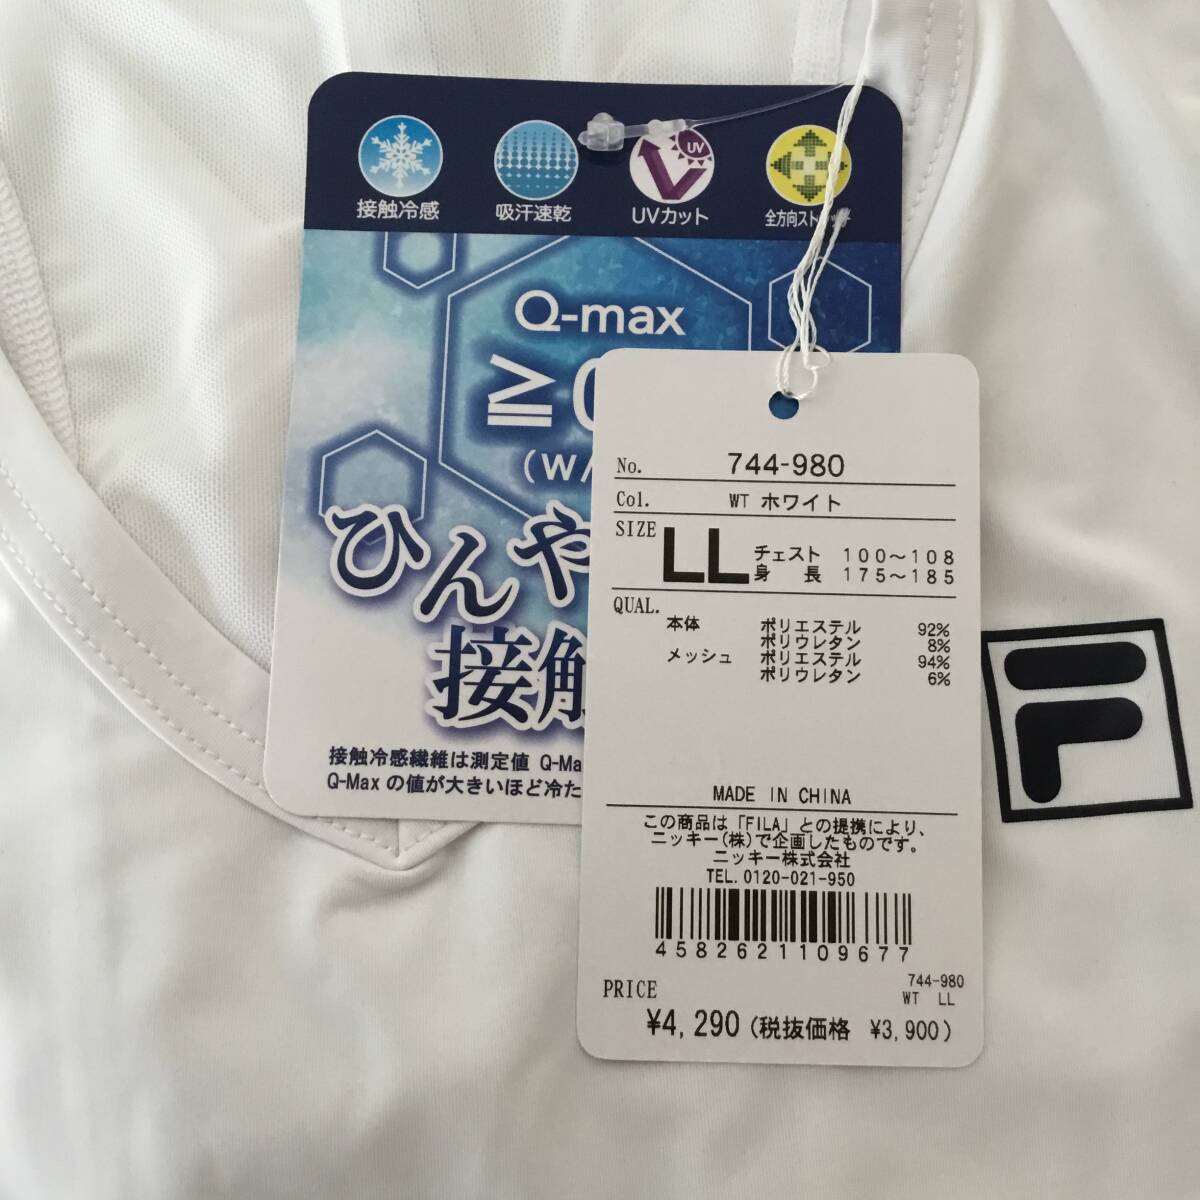 接触冷感
吸汗速乾
UV
UVカット
全方向スト
Q-max
≧0
(W/
ひんや
接触
接触冷感繊維は測定値 Q-Ma
Q-Max の値が大きいほど冷た
No. 744-980
Col. WT ホワイト
SIZE LL チェスト 100～108
身 長 175～185
QUAL.
本体 ポリエステル 92%
ポリウレタン 8%
メッシュ ポリエステル 94%
ポリウレタン 6%
MADE IN CHINA
この商品は「FILA」との提携により、
ニッキー(株)で企画したものです。
ニッキー株式会社
TEL. 0120-021-950
4582621109677
744-980
WT LL
PRICE
¥4,290 (税抜価格 ¥3,900)
F